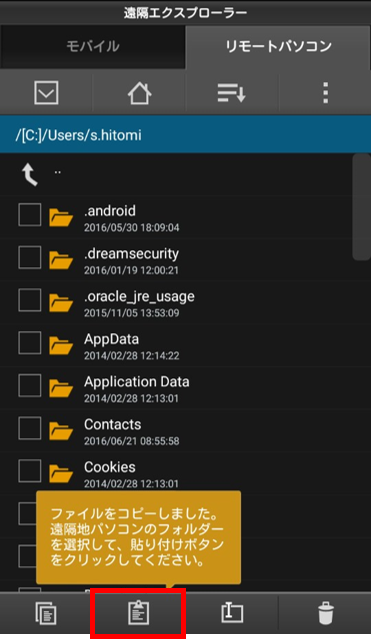 遠隔エクスプローラー
モバイル
リモートパソコン
/[C:]/Users/s.hitomi
..
.android
2016/05/30 18:09:04
.dreamsecurity
2016/01/19 12:00:21
.oracle_jre_usage
2015/11/05 13:53:09
AppData
2014/02/28 12:14:22
Application Data
2014/02/28 12:13:01
Contacts
2016/06/21 08:55:58
Cookies
2014/02/28 12:13:01
ファイルをコピーしました。
遠隔地パソコンのフォルダー
を選択して、貼り付けボタン
をクリックしてください。